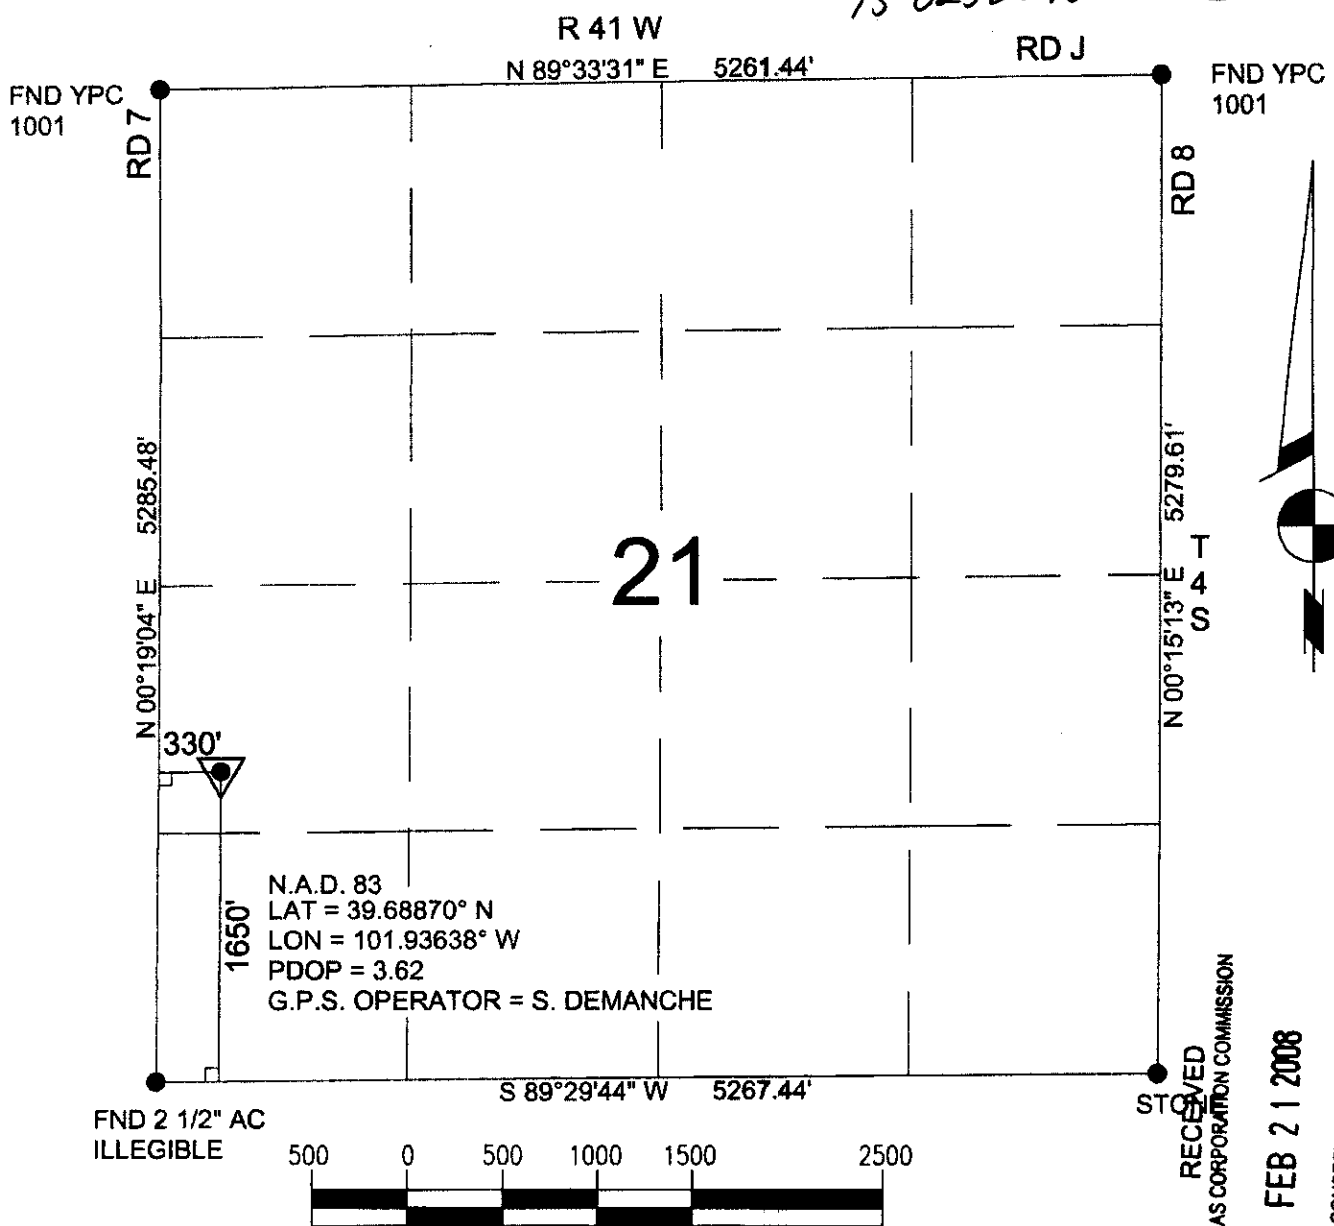 R 41 W
N 89°33'31" E 5261.44'
RD J
FND YPC
1001
FND YPC
1001
RD 7
RD 8
N 00°19'04" E 5285.48'
N 00°15'13" E 5279.61'
T
4
S
21
330'
1650'
N.A.D. 83
LAT = 39.68870° N
LON = 101.93638° W
PDOP = 3.62
G.P.S. OPERATOR = S. DEMANCHE
S 89°29'44" W 5267.44'
FND 2 1/2" AC
ILLEGIBLE
STONE
500 0 500 1000 1500 2500
RECEIVED
AS CORPORATION COMMISSION
FEB 21 2008